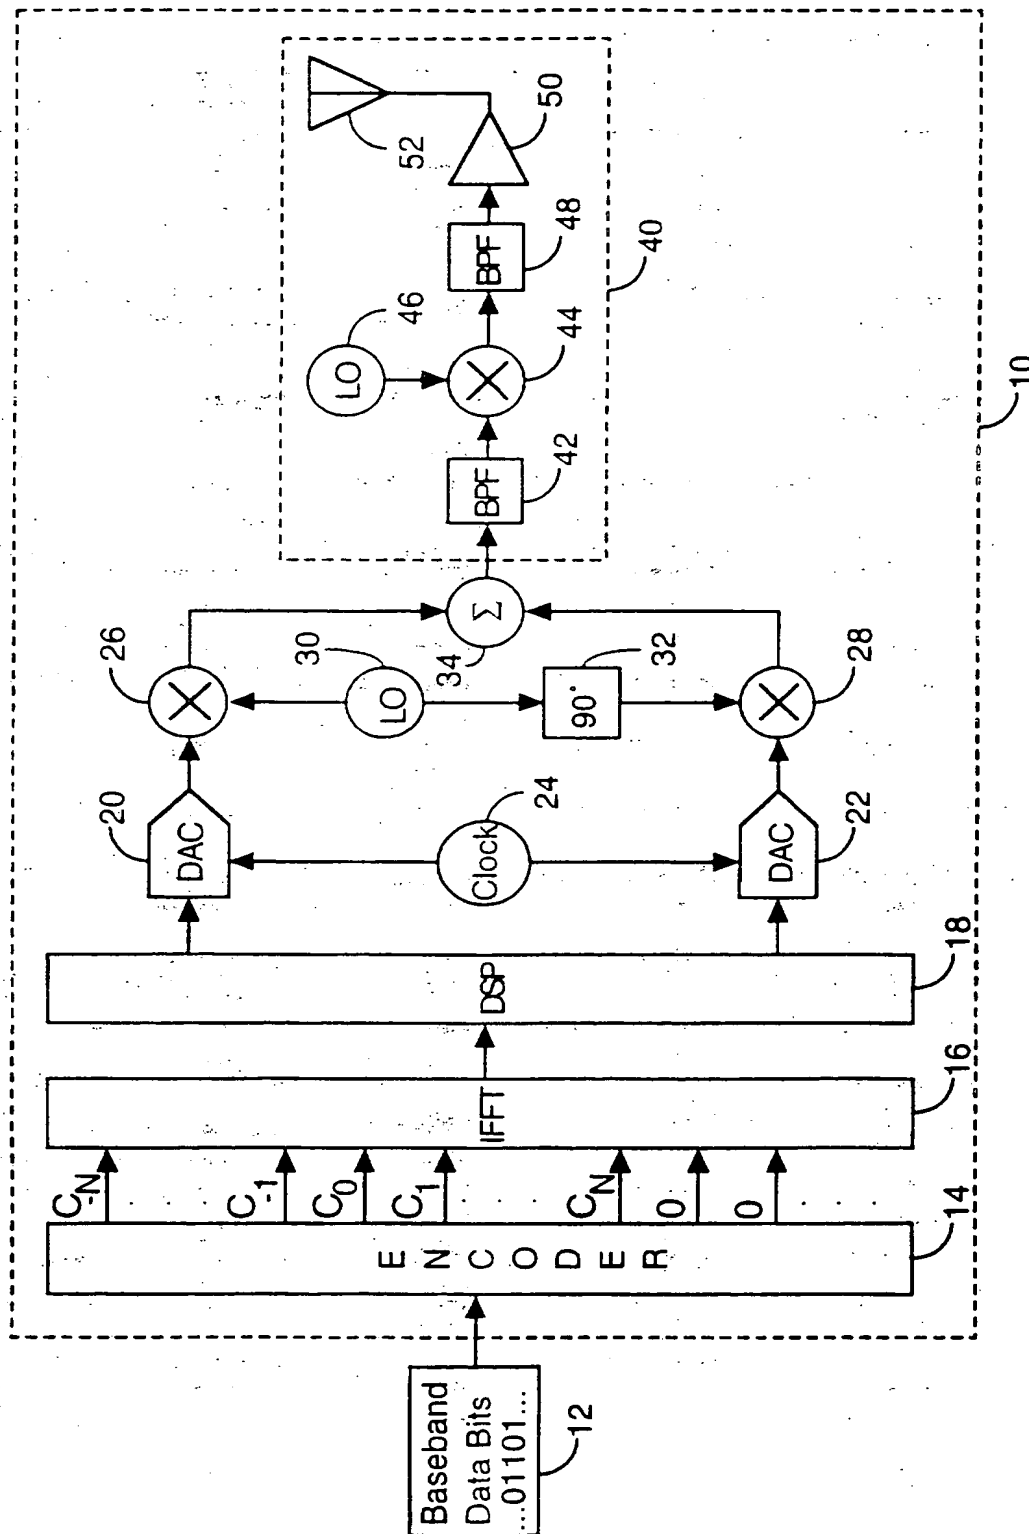 Baseband
Data Bits
...01101...
12
ENCODER
14
C-N
C-1
C0
C1
CN
0
0
IFFT
16
DSP
18
DAC
20
Clock
24
DAC
22
26
LO
30
90°
32
28
Σ
34
BPF
42
LO
46
44
BPF
48
50
52
40
10